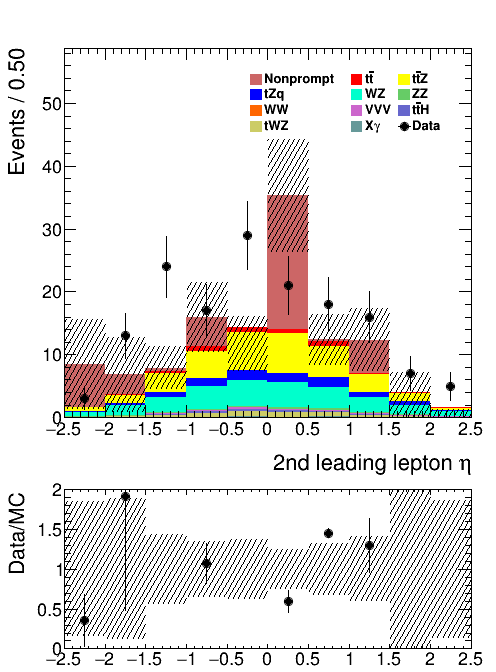 Events / 0.50
50
40
30
20
10
0
Nonprompt tt̄ tt̄Z
tZq WZ ZZ
WW VVV tt̄H
tWZ Xγ Data
−2.5 −2 −1.5 −1 −0.5 0 0.5 1 1.5 2 2.5
2nd leading lepton η
Data/MC
2
1.5
1
0.5
0
−2.5 −2 −1.5 −1 −0.5 0 0.5 1 1.5 2 2.5